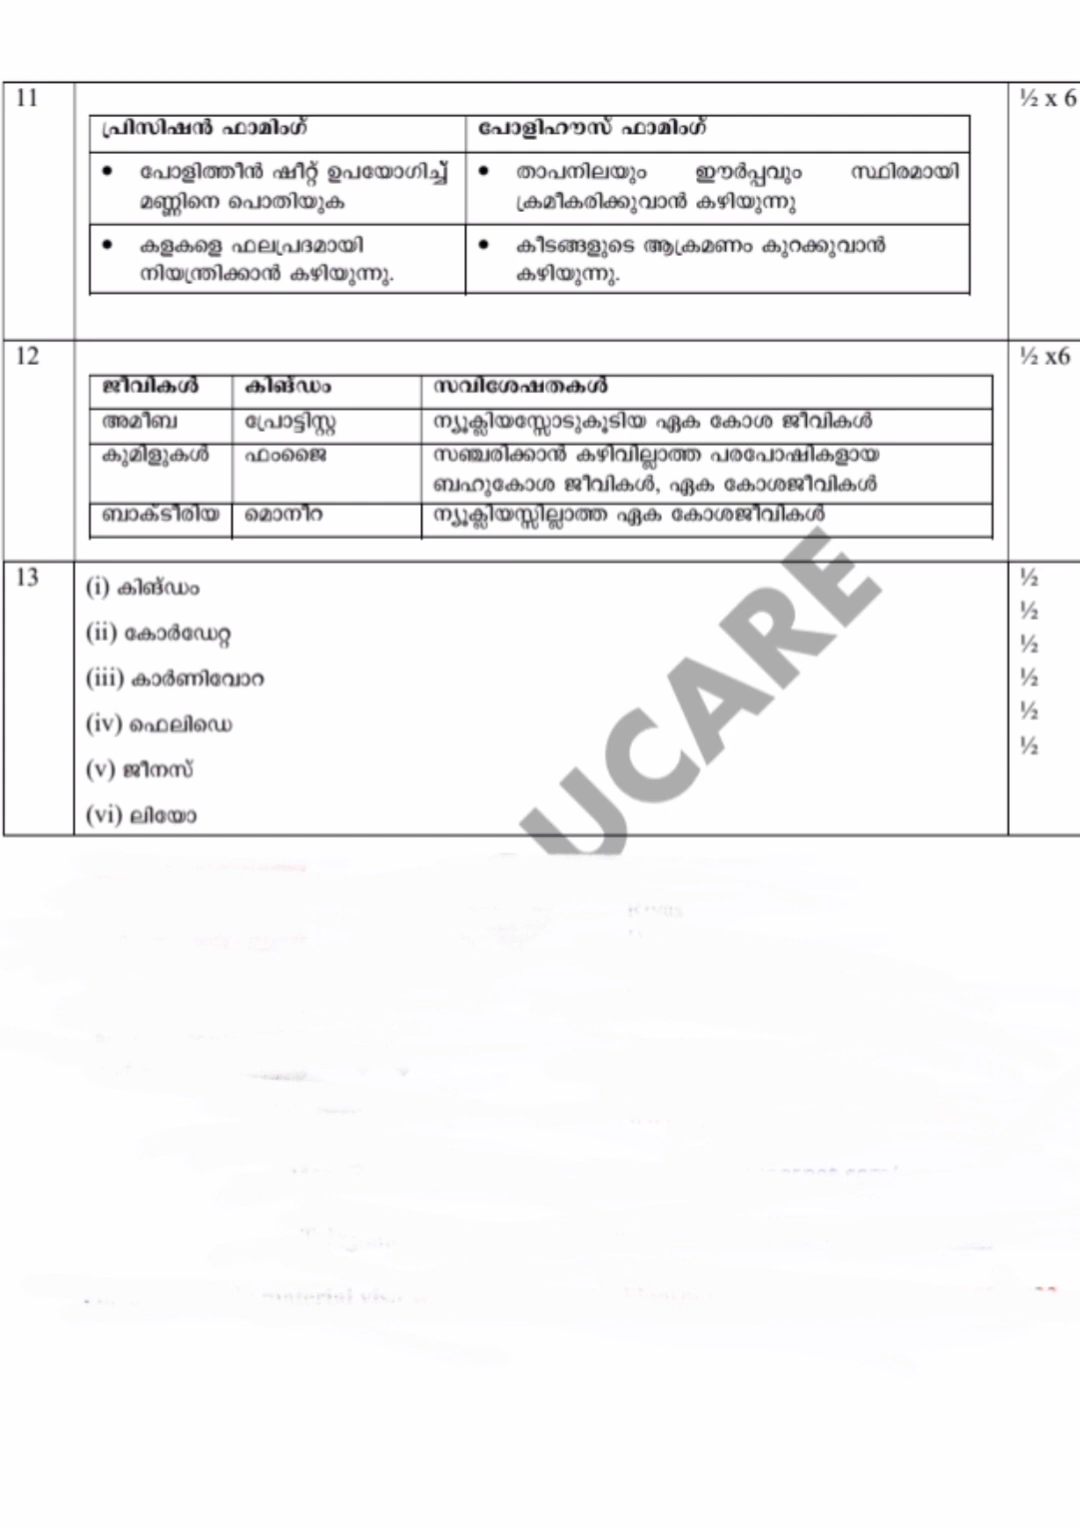 11
½ x 6
പ്രിസിഷൻ ഫാമിംഗ്
പോളിഹൗസ് ഫാമിംഗ്
• പോളിത്തീൻ ഷീറ്റ് ഉപയോഗിച്ച്
മണ്ണിനെ പൊതിയുക
• താപനിലയും ഈർപ്പവും സ്ഥിരമായി
ക്രമീകരിക്കുവാൻ കഴിയുന്നു
• കളകളെ ഫലപ്രദമായി
നിയന്ത്രിക്കാൻ കഴിയുന്നു.
• കീടങ്ങളുടെ ആക്രമണം കുറക്കുവാൻ
കഴിയുന്നു.
12
½ x6
ജീവികൾ കിങ്ഡം സവിശേഷതകൾ
അമീബ പ്രോട്ടിസ്റ്റ ന്യൂക്ലിയസ്സോടുകൂടിയ ഏക കോശ ജീവികൾ
കുമിളുകൾ ഫംജൈ സഞ്ചരിക്കാൻ കഴിവില്ലാത്ത പരപോഷികളായ
ബഹുകോശ ജീവികൾ, ഏക കോശജീവികൾ
ബാക്ടീരിയ മൊനീറ ന്യൂക്ലിയസ്സില്ലാത്ത ഏക കോശജീവികൾ
13
(i) കിങ്ഡം
½
(ii) കോർഡേറ്റ
½
(iii) കാർണിവോറ
½
(iv) ഫെലിഡെ
½
(v) ജീനസ്
½
(vi) ലിയോ
½
UCARE